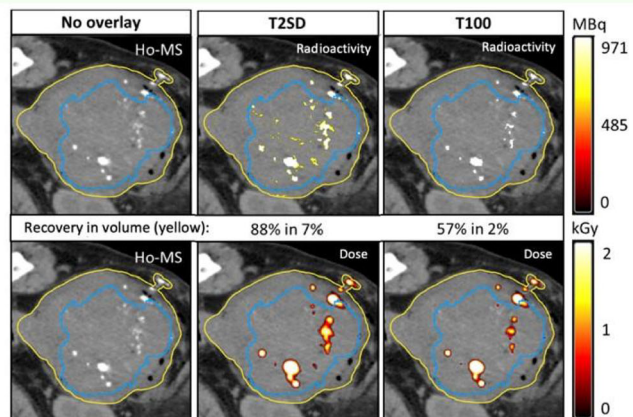 No overlay T2SD T100 MBq
Ho-MS Radioactivity Radioactivity 971
485
0
Recovery in volume (yellow): 88% in 7% 57% in 2% kGy
Ho-MS Dose Dose 2
1
0